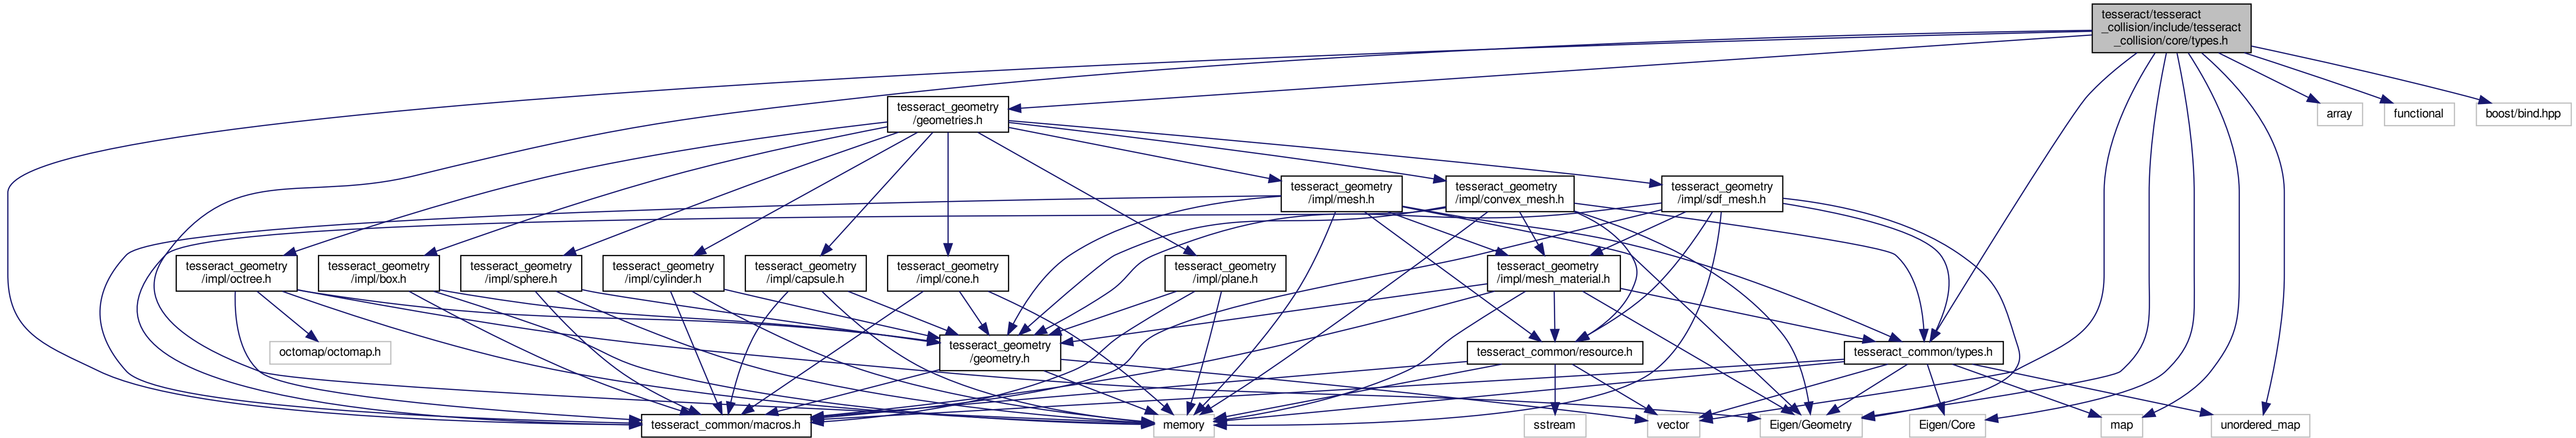 tesseract/tesseract
_collision/include/tesseract
_collision/core/types.h
tesseract_geometry
/geometries.h
array
functional
boost/bind.hpp
tesseract_geometry
/impl/mesh.h
tesseract_geometry
/impl/convex_mesh.h
tesseract_geometry
/impl/sdf_mesh.h
tesseract_geometry
/impl/octree.h
tesseract_geometry
/impl/box.h
tesseract_geometry
/impl/sphere.h
tesseract_geometry
/impl/cylinder.h
tesseract_geometry
/impl/capsule.h
tesseract_geometry
/impl/cone.h
tesseract_geometry
/impl/plane.h
tesseract_geometry
/impl/mesh_material.h
octomap/octomap.h
tesseract_geometry
/geometry.h
tesseract_common/resource.h
tesseract_common/types.h
tesseract_common/macros.h
memory
sstream
vector
Eigen/Geometry
Eigen/Core
map
unordered_map